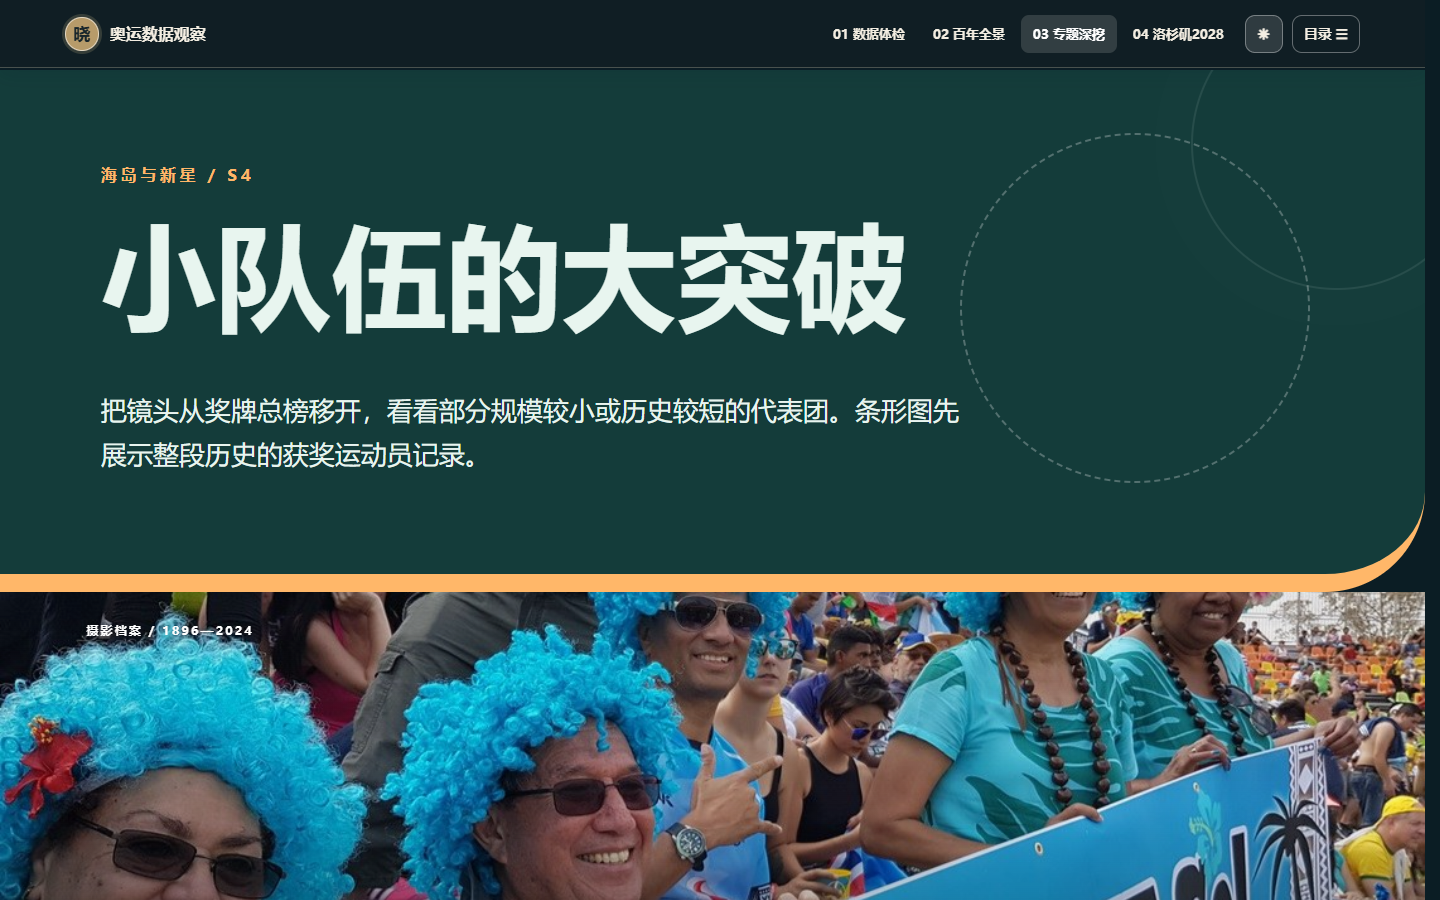 晓 奥运数据观察
01 数据体检 02 百年全景 03 专题深挖 04 洛杉矶2028 目录
海岛与新星 / S4
小队伍的大突破
把镜头从奖牌总榜移开，看看部分规模较小或历史较短的代表团。条形图先
展示整段历史的获奖运动员记录。
摄影档案 / 1896—2024